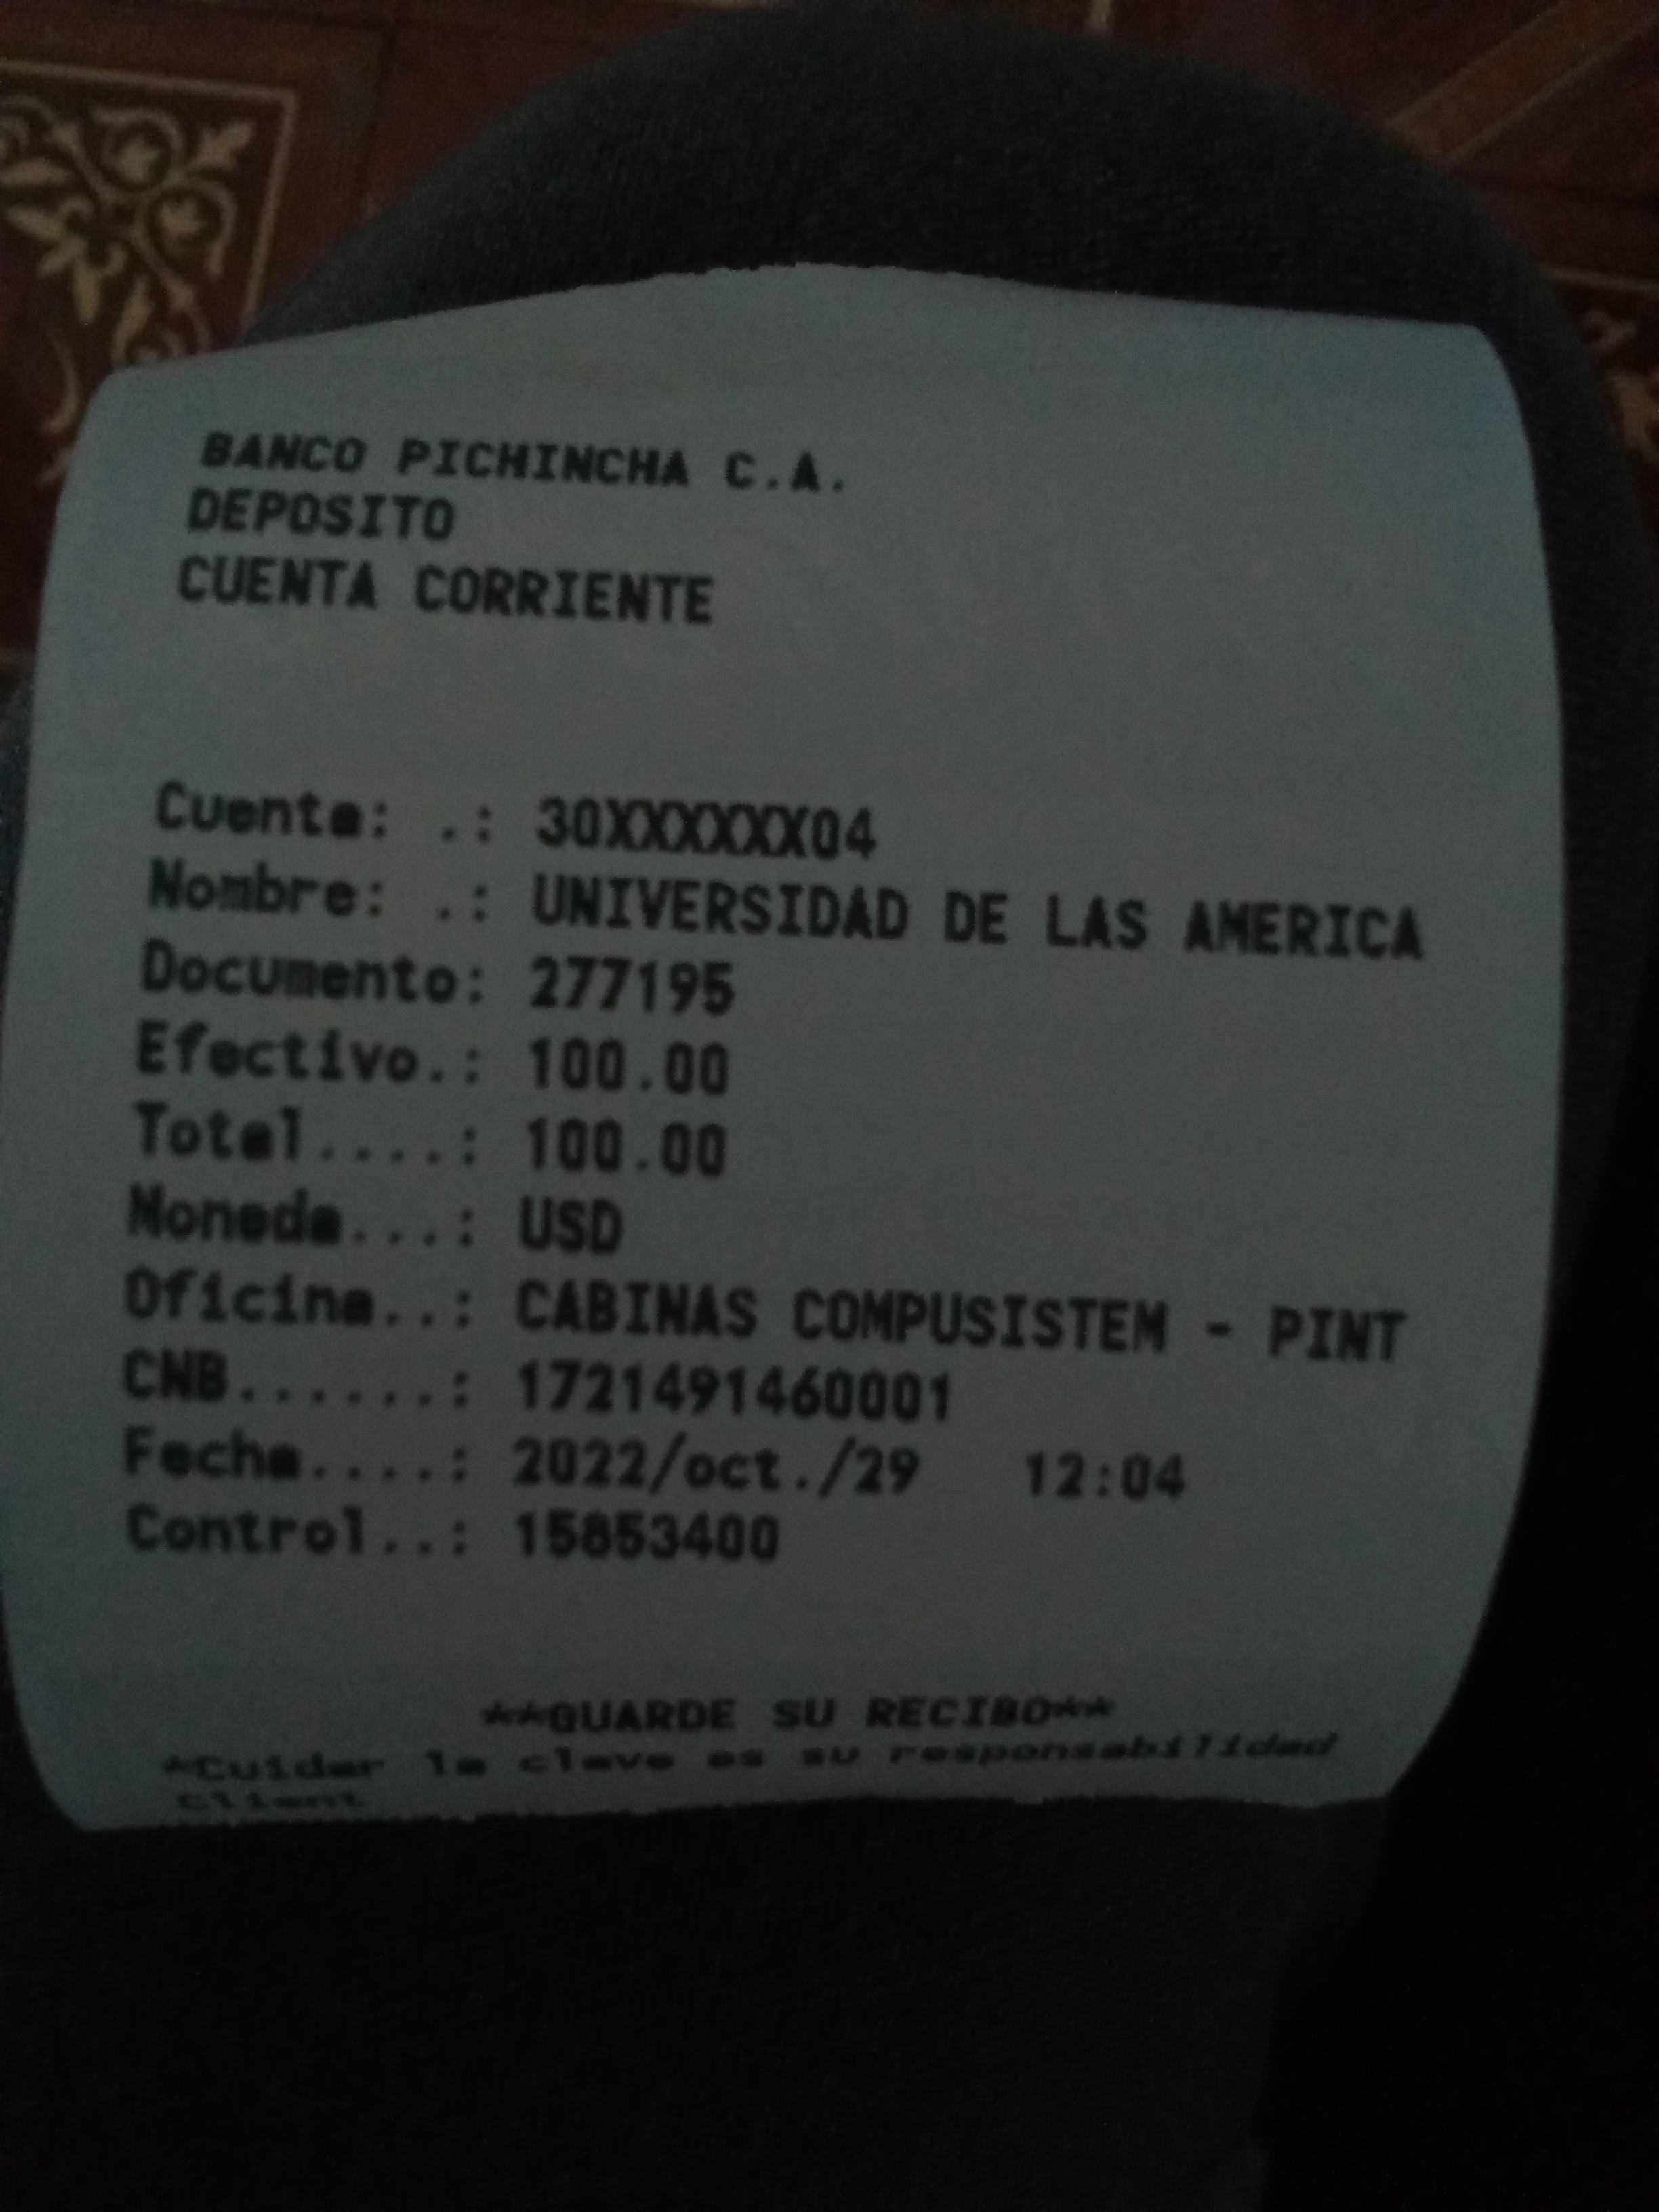 BANCO PICHINCHA C.A.
DEPOSITO
CUENTA CORRIENTE
Cuenta: .: 30XXXXXX04
Nombre: .: UNIVERSIDAD DE LAS AMERICA
Documento: 277195
Efectivo.: 100.00
Total....: 100.00
Moneda...: USD
Oficina..: CABINAS COMPUSISTEM - PINT
CNB......: 1721491460001
Fecha....: 2022/oct./29 12:04
Control..: 15853400
**GUARDE SU RECIBO**
*Cuidar la clave es su responsabilidad
Client